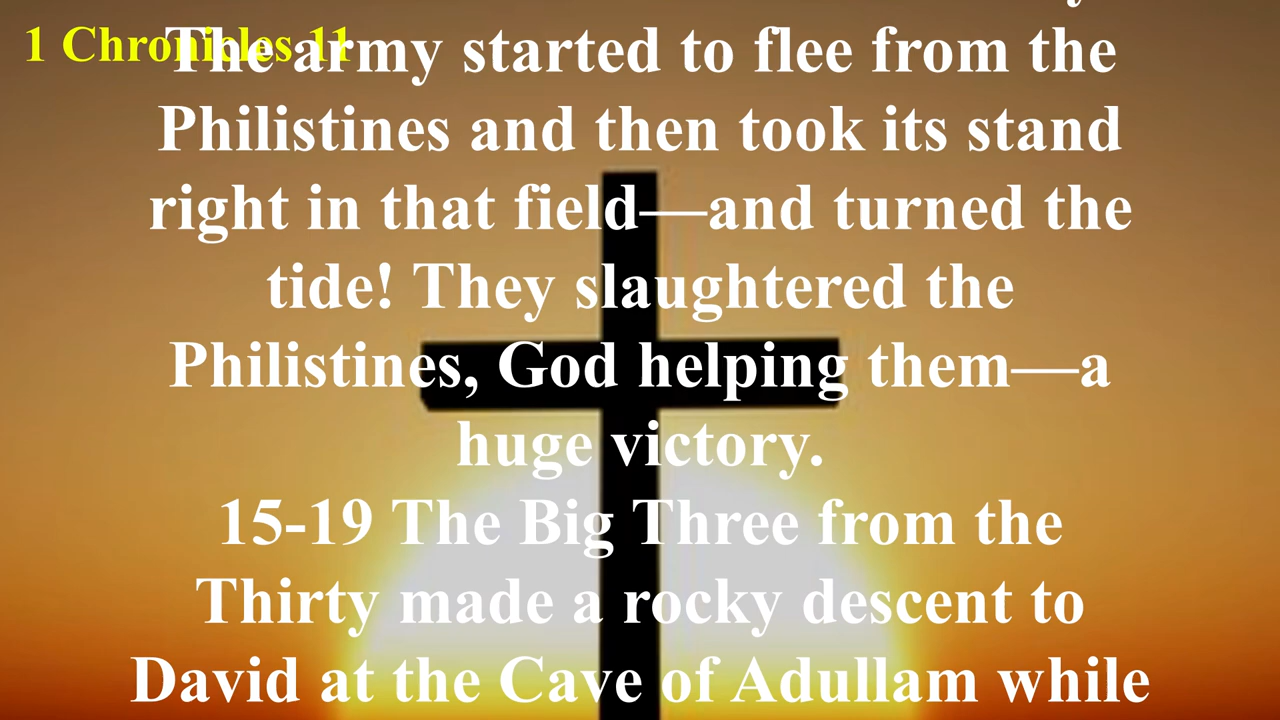 1 Chronicles 11
The army started to flee from the
Philistines and then took its stand
right in that field—and turned the
tide! They slaughtered the
Philistines, God helping them—a
huge victory.
15-19 The Big Three from the
Thirty made a rocky descent to
David at the Cave of Adullam while